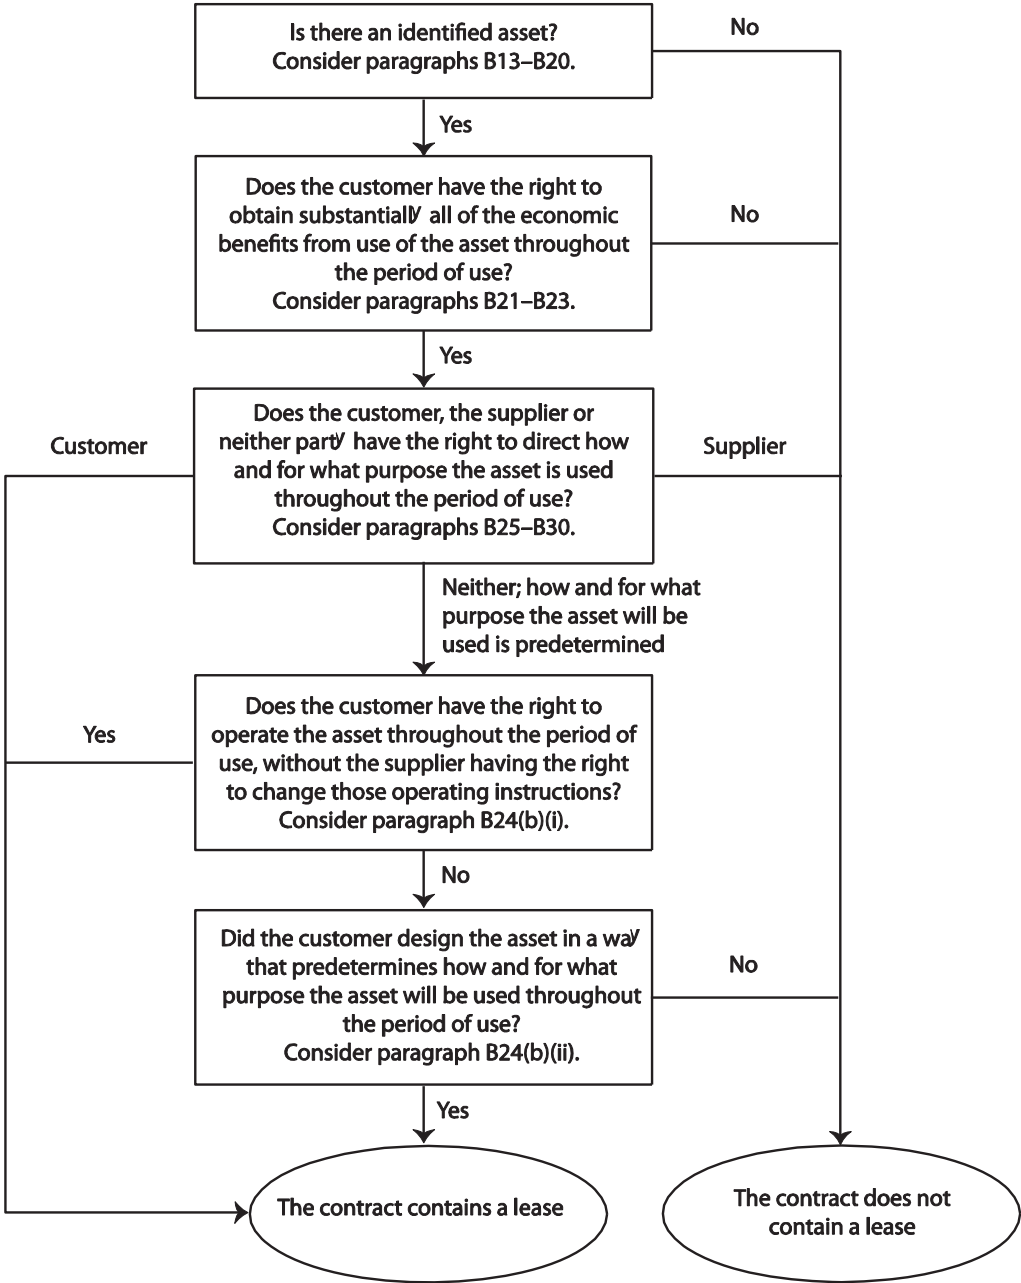 Is there an identified asset?
Consider paragraphs B13–B20.
No
Yes
Does the customer have the right to
obtain substantially all of the economic
benefits from use of the asset throughout
the period of use?
Consider paragraphs B21–B23.
No
Yes
Does the customer, the supplier or
neither party have the right to direct how
and for what purpose the asset is used
throughout the period of use?
Consider paragraphs B25–B30.
Customer
Supplier
Neither; how and for what
purpose the asset will be
used is predetermined
Does the customer have the right to
operate the asset throughout the period of
use, without the supplier having the right
to change those operating instructions?
Consider paragraph B24(b)(i).
Yes
No
Did the customer design the asset in a way
that predetermines how and for what
purpose the asset will be used throughout
the period of use?
Consider paragraph B24(b)(ii).
No
Yes
The contract contains a lease
The contract does not
contain a lease